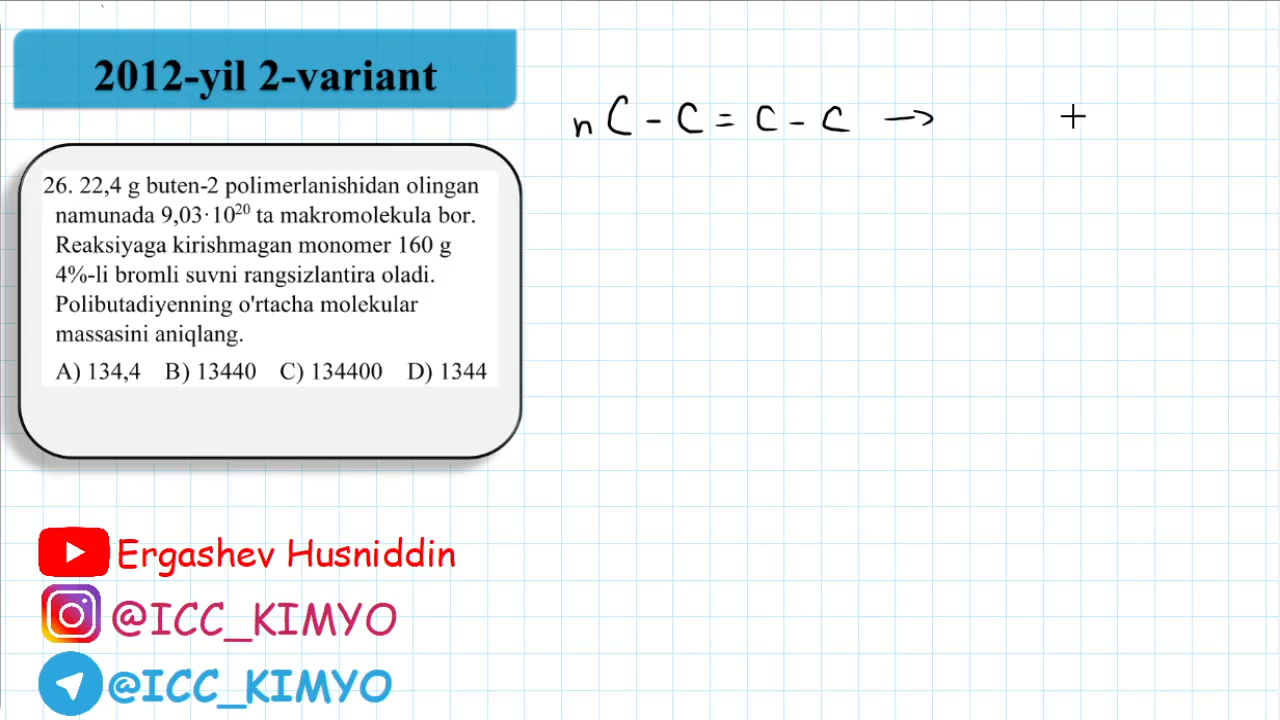 2012-yil 2-variant
n C - C = C - C → +
26. 22,4 g buten-2 polimerlanishidan olingan
namunada 9,03·10²⁰ ta makromolekula bor.
Reaksiyaga kirishmagan monomer 160 g
4%-li bromli suvni rangsizlantira oladi.
Polibutadiyenning o'rtacha molekular
massasini aniqlang.
A) 134,4 B) 13440 C) 134400 D) 1344
Ergashev Husniddin
@ICC_KIMYO
@ICC_KIMYO